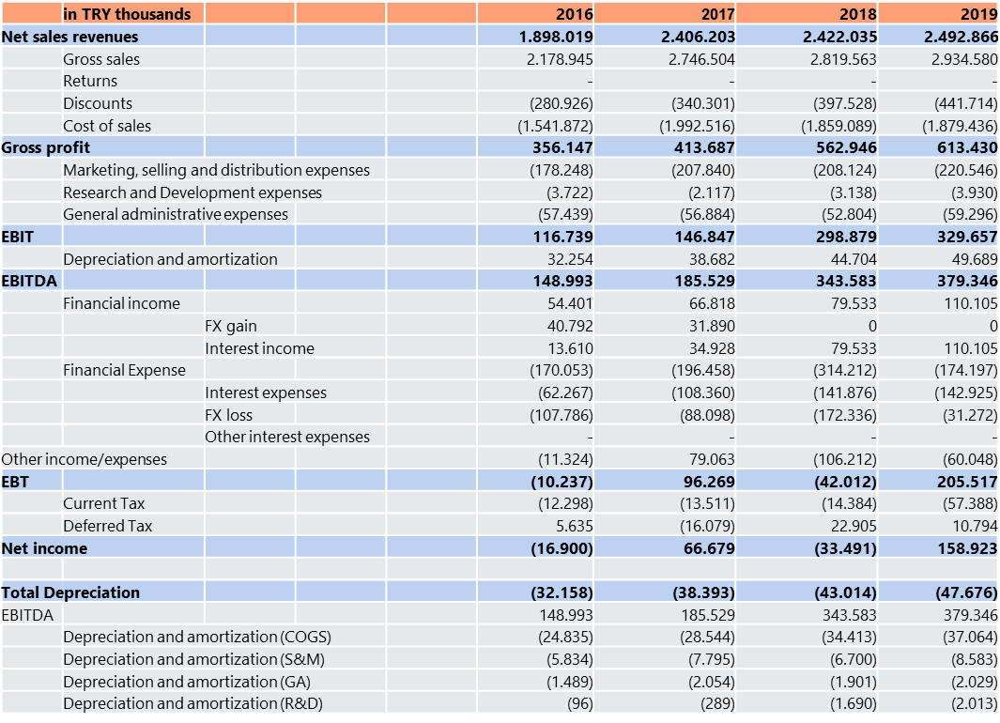 in TRY thousands 2016 2017 2018 2019
Net sales revenues 1.898.019 2.406.203 2.422.035 2.492.866
Gross sales 2.178.945 2.746.504 2.819.563 2.934.580
Returns - - - -
Discounts (280.926) (340.301) (397.528) (441.714)
Cost of sales (1.541.872) (1.992.516) (1.859.089) (1.879.436)
Gross profit 356.147 413.687 562.946 613.430
Marketing, selling and distribution expenses (178.248) (207.840) (208.124) (220.546)
Research and Development expenses (3.722) (2.117) (3.138) (3.930)
General administrative expenses (57.439) (56.884) (52.804) (59.296)
EBIT 116.739 146.847 298.879 329.657
Depreciation and amortization 32.254 38.682 44.704 49.689
EBITDA 148.993 185.529 343.583 379.346
Financial income 54.401 66.818 79.533 110.105
FX gain 40.792 31.890 0 0
Interest income 13.610 34.928 79.533 110.105
Financial Expense (170.053) (196.458) (314.212) (174.197)
Interest expenses (62.267) (108.360) (141.876) (142.925)
FX loss (107.786) (88.098) (172.336) (31.272)
Other interest expenses - - - -
Other income/expenses (11.324) 79.063 (106.212) (60.048)
EBT (10.237) 96.269 (42.012) 205.517
Current Tax (12.298) (13.511) (14.384) (57.388)
Deferred Tax 5.635 (16.079) 22.905 10.794
Net income (16.900) 66.679 (33.491) 158.923
Total Depreciation (32.158) (38.393) (43.014) (47.676)
EBITDA 148.993 185.529 343.583 379.346
Depreciation and amortization (COGS) (24.835) (28.544) (34.413) (37.064)
Depreciation and amortization (S&M) (5.834) (7.795) (6.700) (8.583)
Depreciation and amortization (GA) (1.489) (2.054) (1.901) (2.029)
Depreciation and amortization (R&D) (96) (289) (1.690) (2.013)